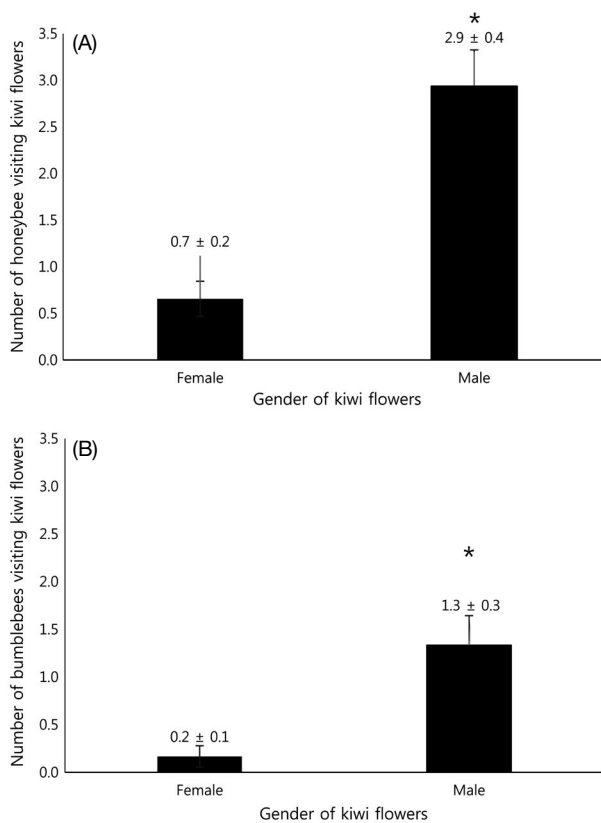 (A)
Number of honeybee visiting kiwi flowers
3.5
3.0
2.5
2.0
1.5
1.0
0.5
0.0
0.7 ± 0.2
*
2.9 ± 0.4
Female
Male
Gender of kiwi flowers
(B)
Number of bumblebees visiting kiwi flowers
3.5
3.0
2.5
2.0
1.5
1.0
0.5
0.0
0.2 ± 0.1
*
1.3 ± 0.3
Female
Male
Gender of kiwi flowers